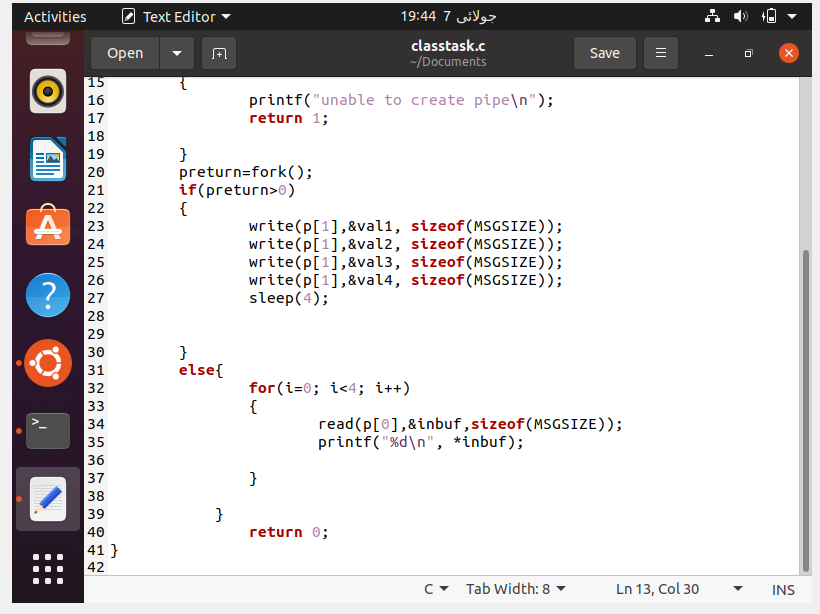 Activities Text Editor 19:44 7 جولائی
Open classtask.c Save
~/Documents
15 {
16 printf("unable to create pipe\n");
17 return 1;
18
19 }
20 preturn=fork();
21 if(preturn>0)
22 {
23 write(p[1],&val1, sizeof(MSGSIZE));
24 write(p[1],&val2, sizeof(MSGSIZE));
25 write(p[1],&val3, sizeof(MSGSIZE));
26 write(p[1],&val4, sizeof(MSGSIZE));
27 sleep(4);
28
29
30 }
31 else{
32 for(i=0; i<4; i++)
33 {
34 read(p[0],&inbuf,sizeof(MSGSIZE));
35 printf("%d\n", *inbuf);
36
37 }
38
39 }
40 return 0;
41 }
42
C Tab Width: 8 Ln 13, Col 30 INS